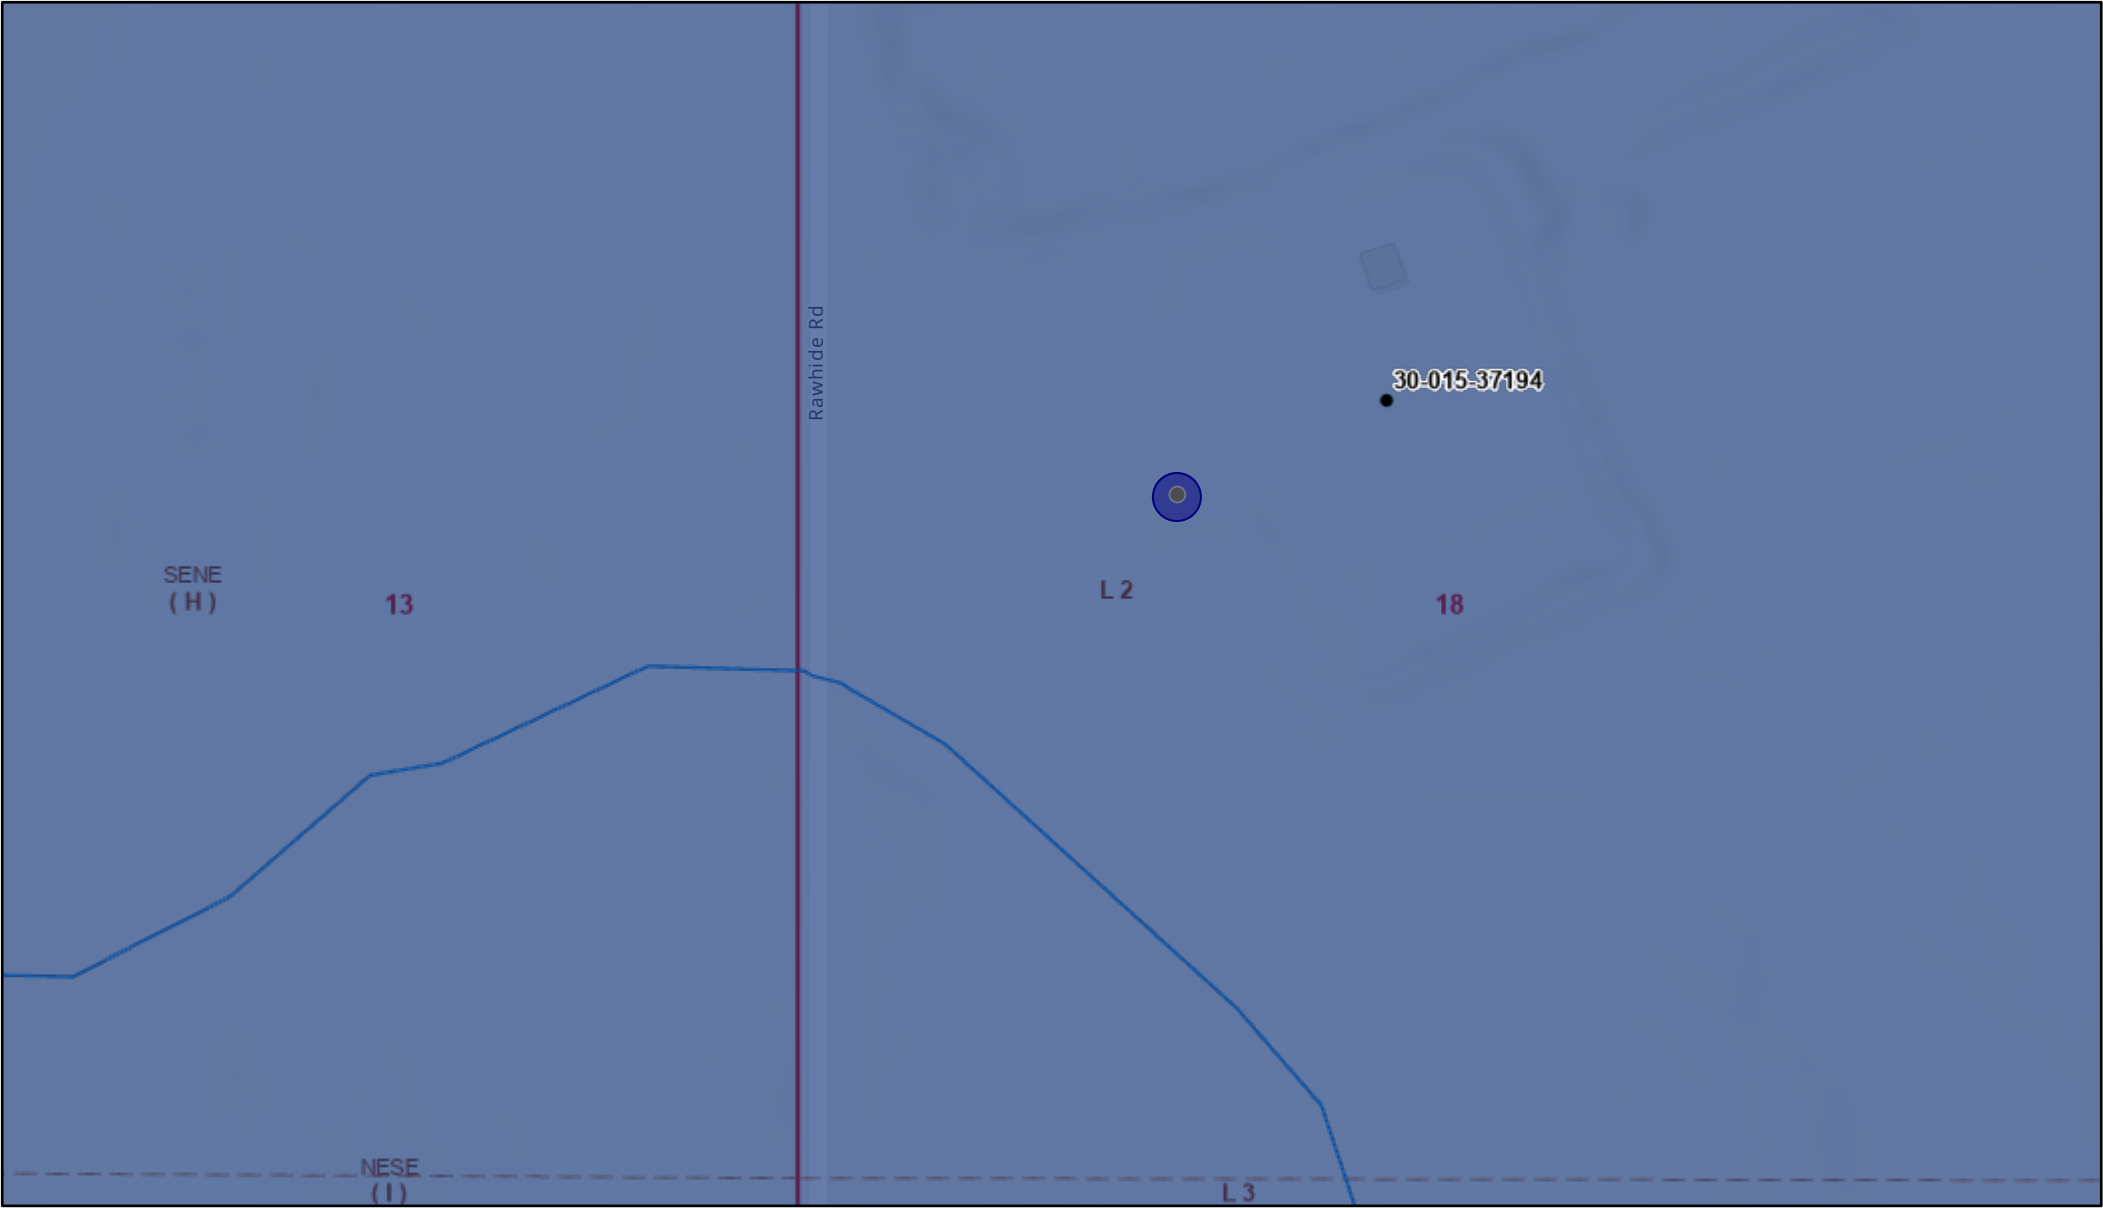 Rawhide Rd
30-015-37194
SENE
( H )
13
L 2
18
NESE
( I )
L 3